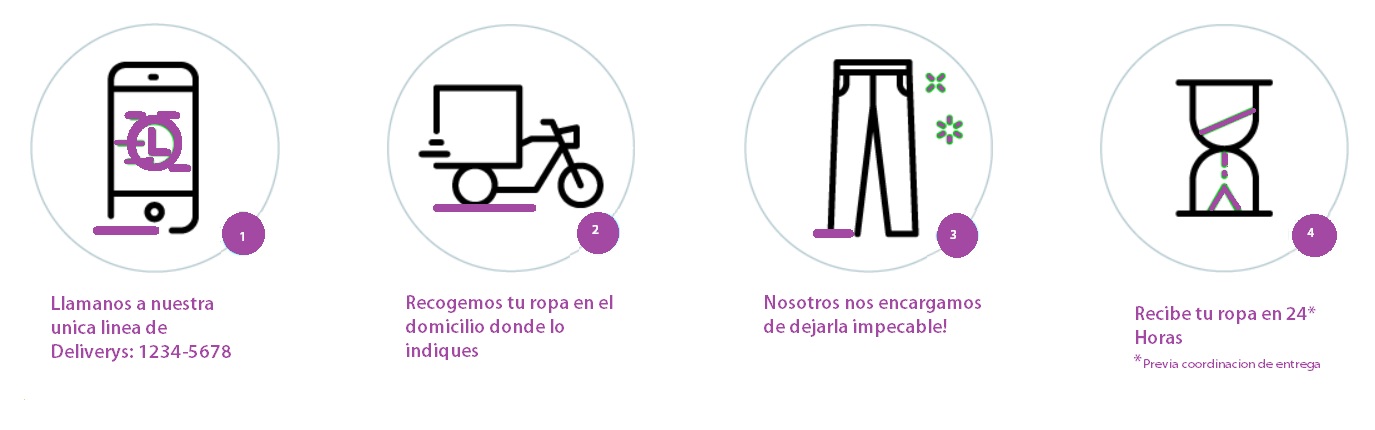 1
Llamanos a nuestra
unica linea de
Deliverys: 1234-5678
2
Recogemos tu ropa en el
domicilio donde lo
indiques
3
Nosotros nos encargamos
de dejarla impecable!
4
Recibe tu ropa en 24*
Horas
*Previa coordinacion de entrega